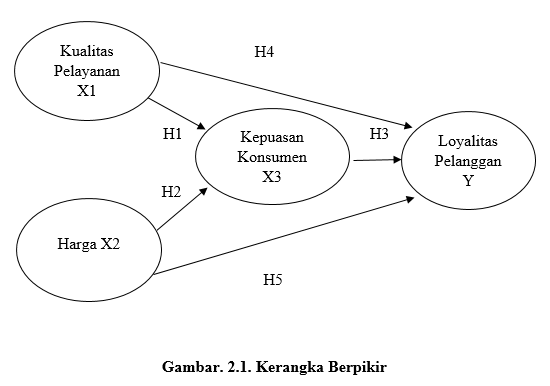 Kualitas
Pelayanan
X1
H4
H1
Kepuasan
Konsumen
X3
H3
Loyalitas
Pelanggan
Y
H2
Harga X2
H5
Gambar. 2.1. Kerangka Berpikir